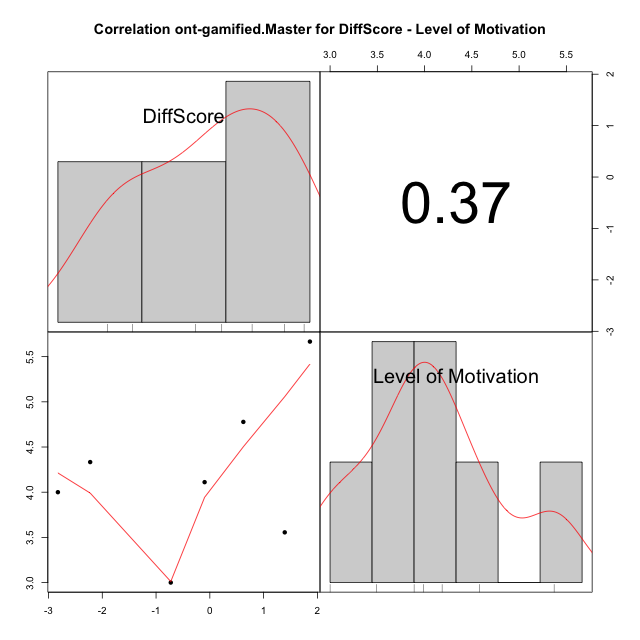 Correlation ont-gamified.Master for DiffScore - Level of Motivation
3.0 3.5 4.0 4.5 5.0 5.5
DiffScore
0.37
2
1
0
-1
-2
-3
Level of Motivation
5.5
5.0
4.5
4.0
3.5
3.0
-3 -2 -1 0 1 2